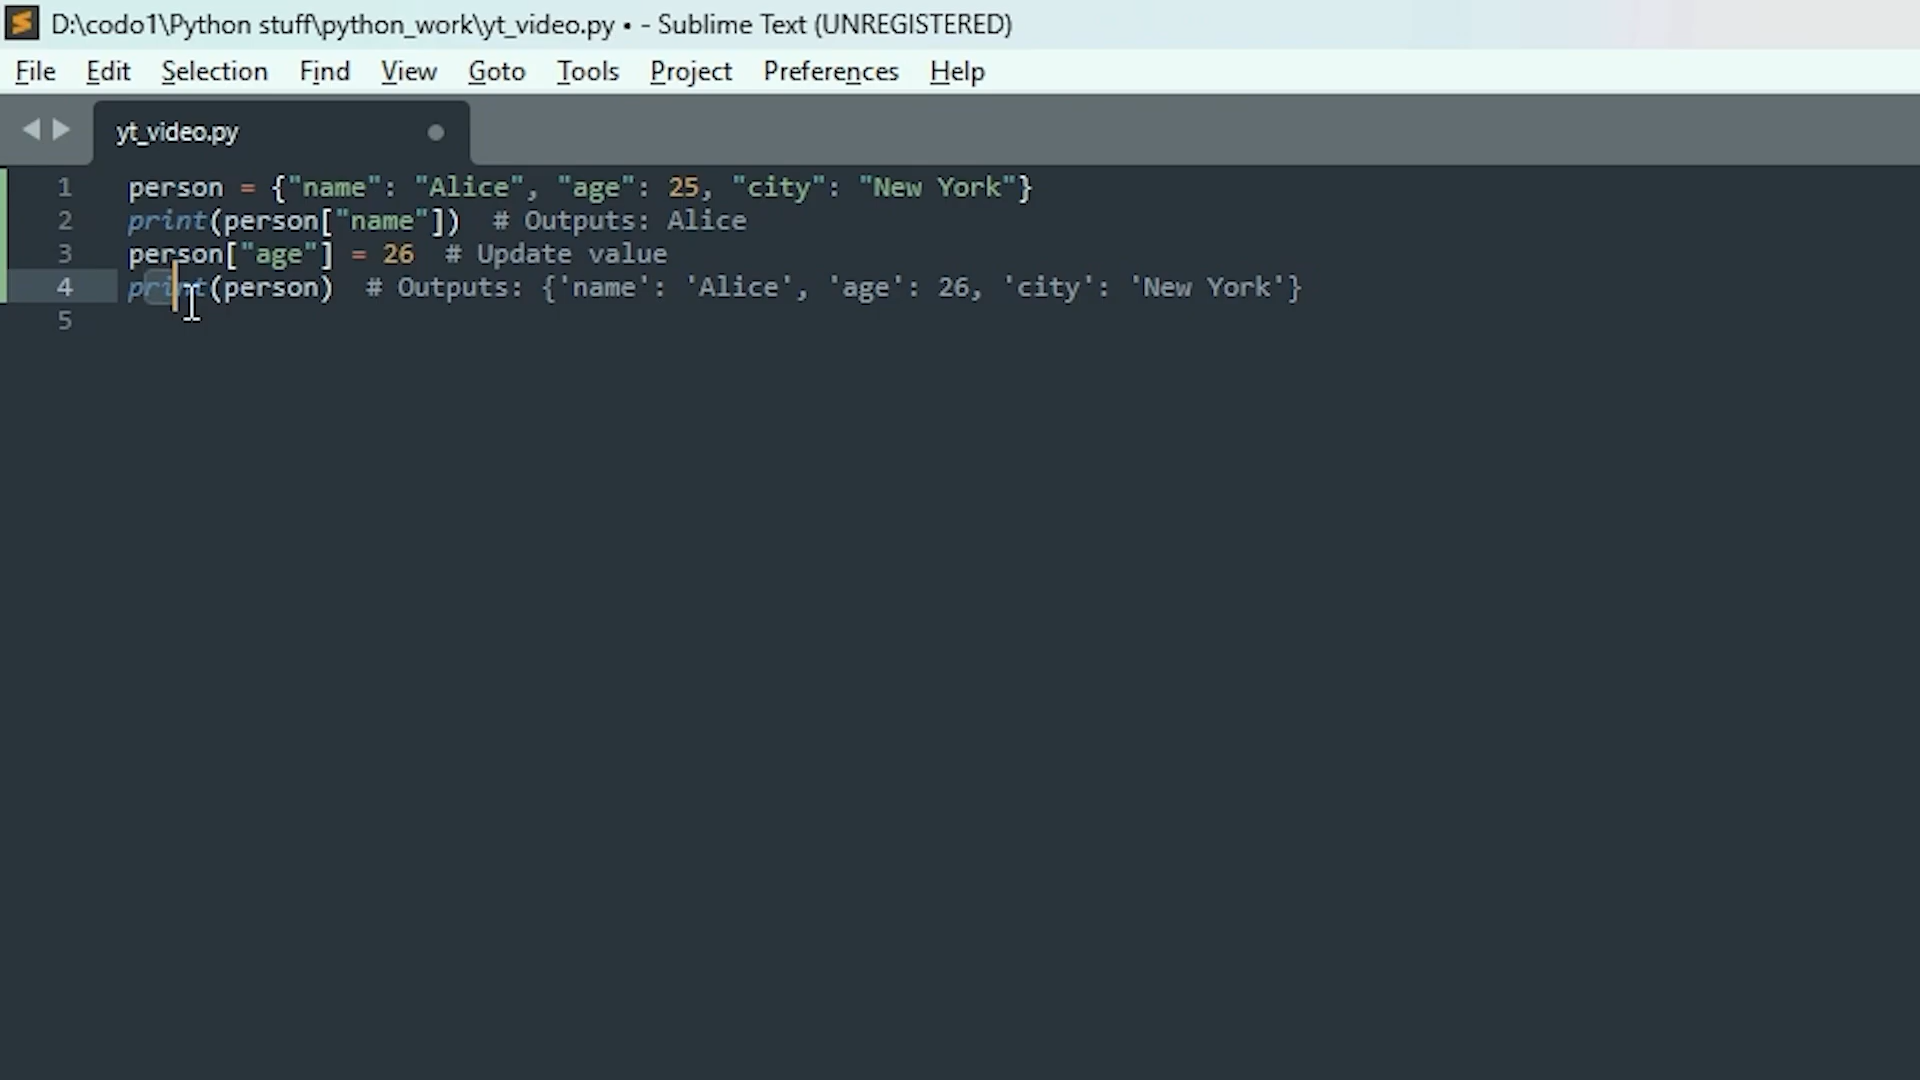 D:\codo1\Python stuff\python_work\yt_video.py • - Sublime Text (UNREGISTERED)
File Edit Selection Find View Goto Tools Project Preferences Help
yt_video.py
1 person = {"name": "Alice", "age": 25, "city": "New York"}
2 print(person["name"])  # Outputs: Alice
3 person["age"] = 26  # Update value
4 print(person)  # Outputs: {'name': 'Alice', 'age': 26, 'city': 'New York'}
5